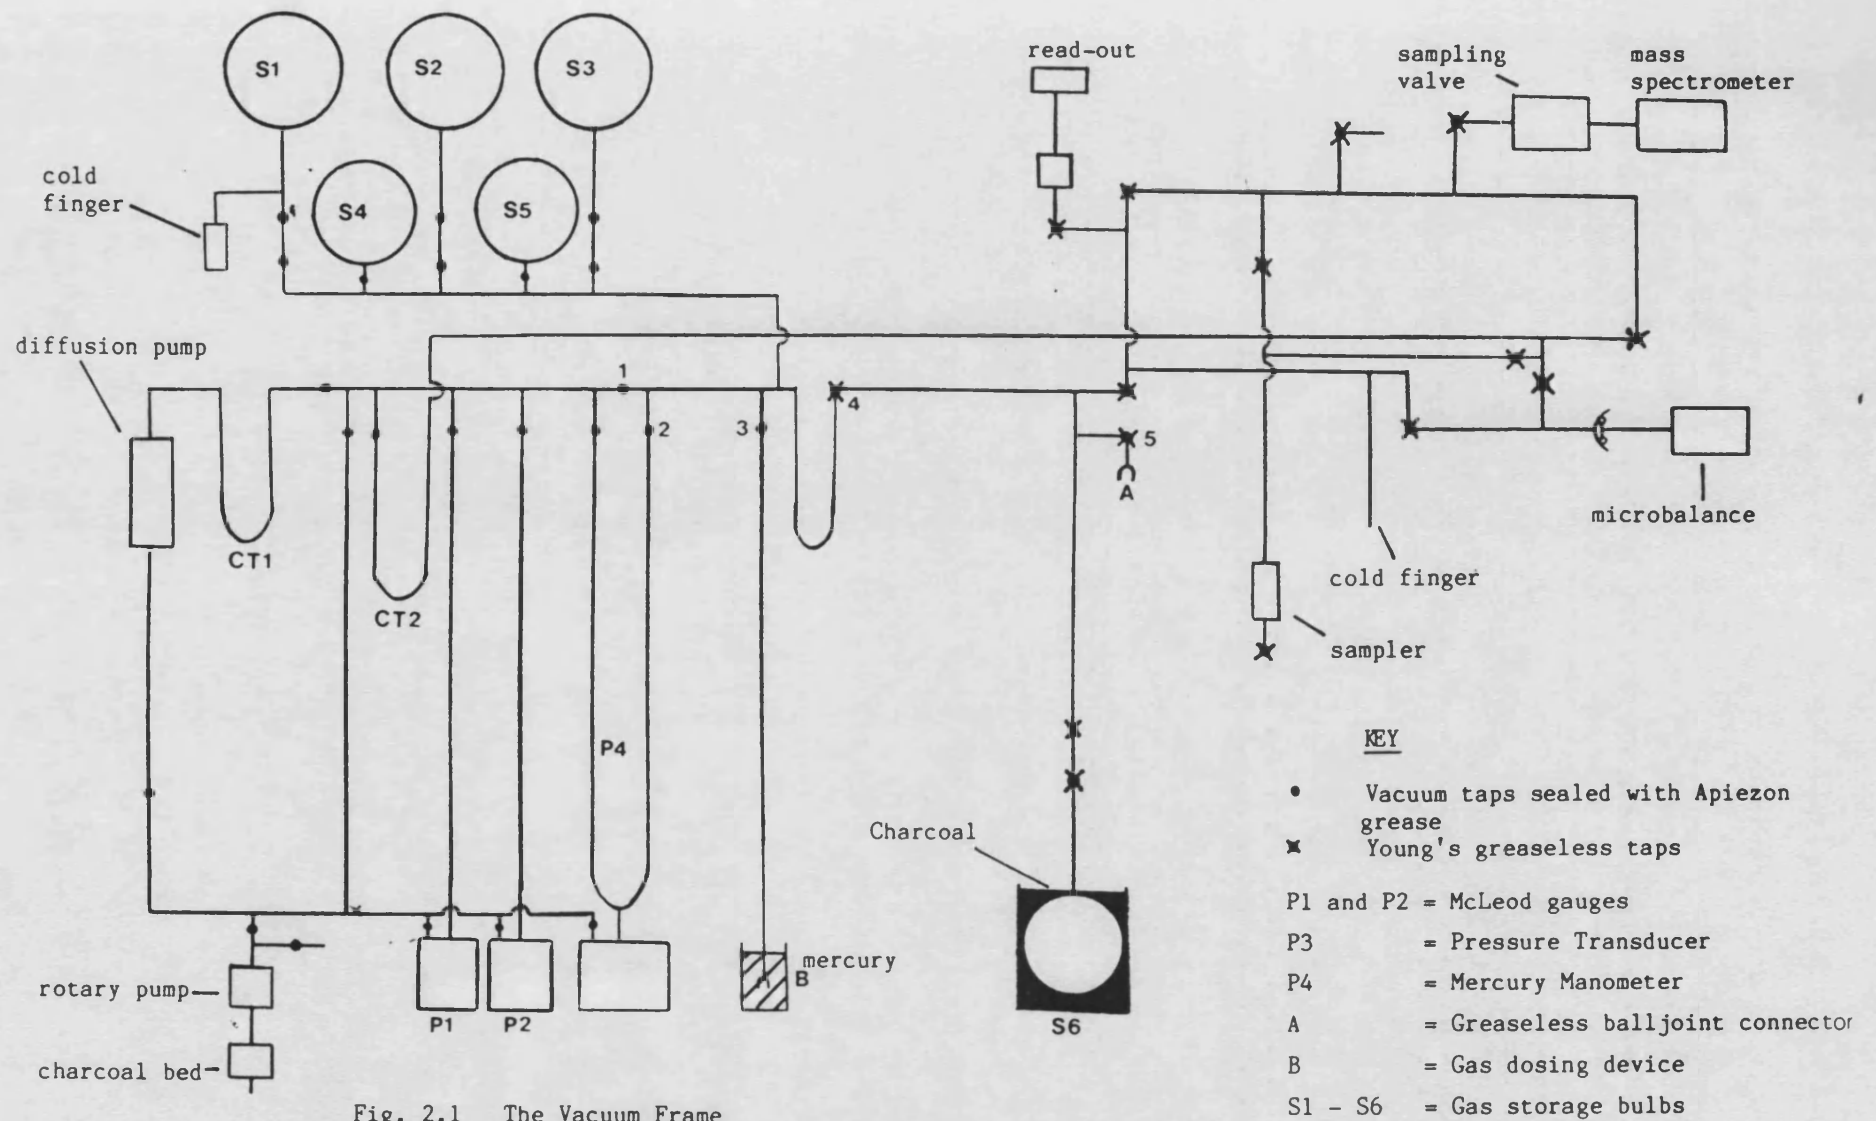 S1
S2
S3
read-out
sampling
valve
mass
spectrometer
cold
finger
S4
S5
diffusion pump
1
2
3
4
5
A
CT1
CT2
microbalance
cold finger
sampler
P4
Charcoal
mercury
B
rotary pump
P1
P2
S6
charcoal bed
KEY
Vacuum taps sealed with Apiezon
grease
Young's greaseless taps
P1 and P2 = McLeod gauges
P3 = Pressure Transducer
P4 = Mercury Manometer
A = Greaseless balljoint connector
B = Gas dosing device
S1 - S6 = Gas storage bulbs
Fig. 2.1 The Vacuum Frame